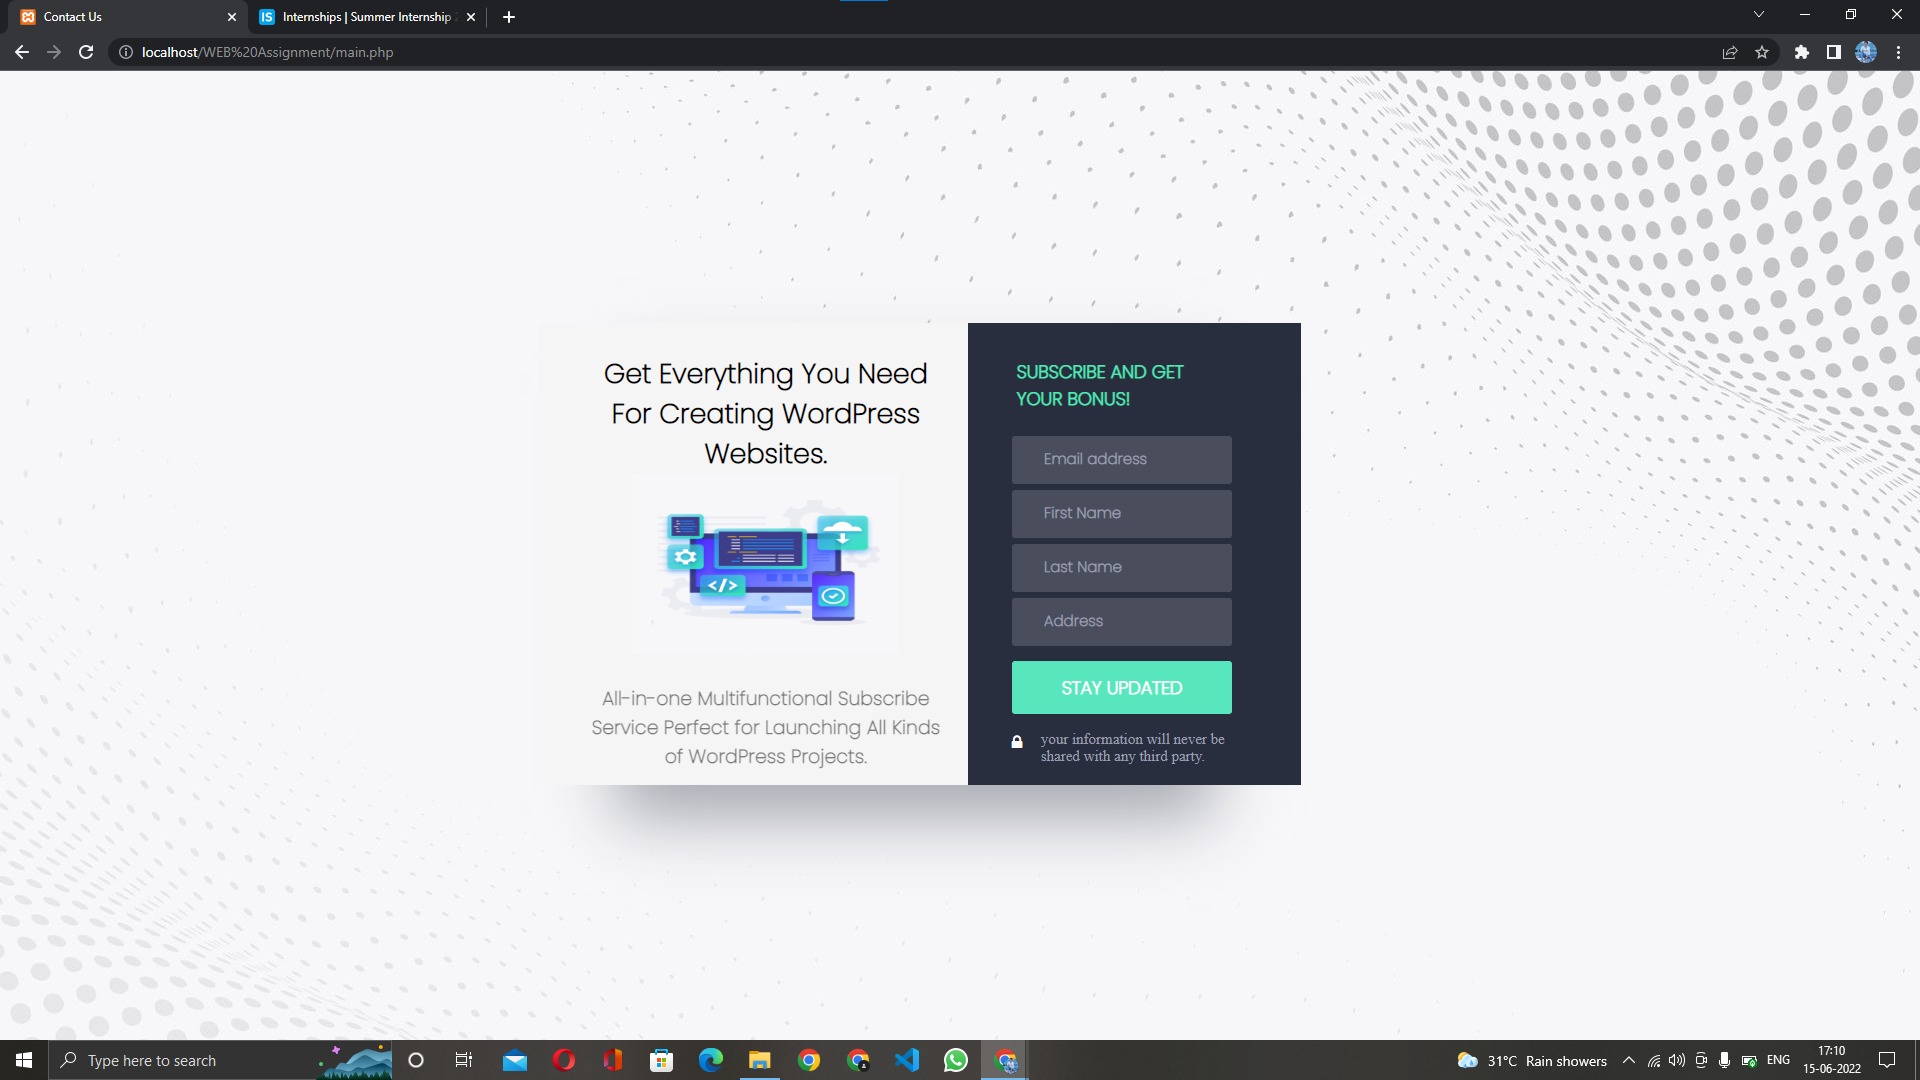 Contact Us
IS
Internships | Summer Internship
localhost/WEB%20Assignment/main.php
Get Everything You Need
For Creating WordPress
Websites.
</>
All-in-one Multifunctional Subscribe
Service Perfect for Launching All Kinds
of WordPress Projects.
SUBSCRIBE AND GET
YOUR BONUS!
Email address
First Name
Last Name
Address
STAY UPDATED
your information will never be
shared with any third party.
Type here to search
31°C Rain showers
ENG
17:10
15-06-2022